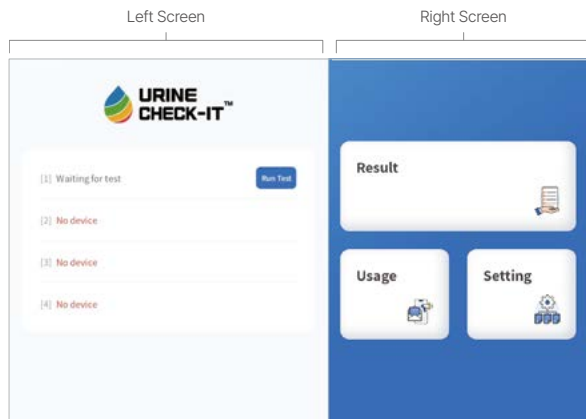 Left Screen
Right Screen
URINE
CHECK-IT™
[1] Waiting for test
Run Test
[2] No device
[3] No device
[4] No device
Result
Usage
Setting